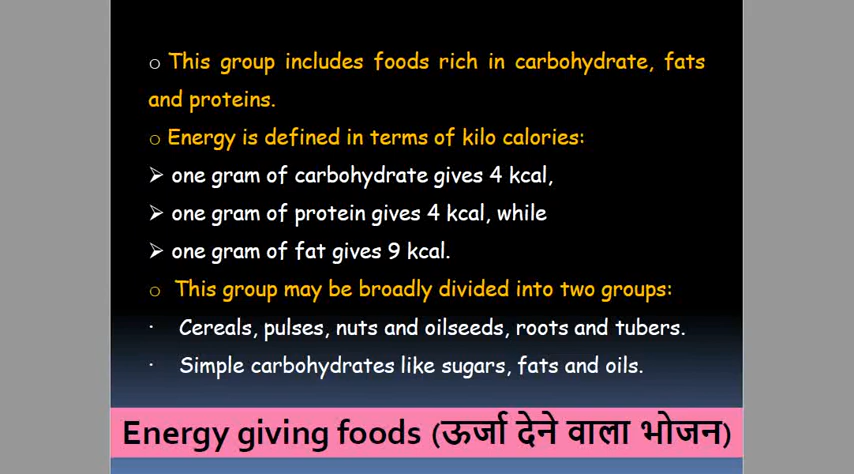 o This group includes foods rich in carbohydrate, fats
and proteins.
o Energy is defined in terms of kilo calories:
➢ one gram of carbohydrate gives 4 kcal,
➢ one gram of protein gives 4 kcal, while
➢ one gram of fat gives 9 kcal.
o This group may be broadly divided into two groups:
· Cereals, pulses, nuts and oilseeds, roots and tubers.
· Simple carbohydrates like sugars, fats and oils.
Energy giving foods (ऊर्जा देने वाला भोजन)